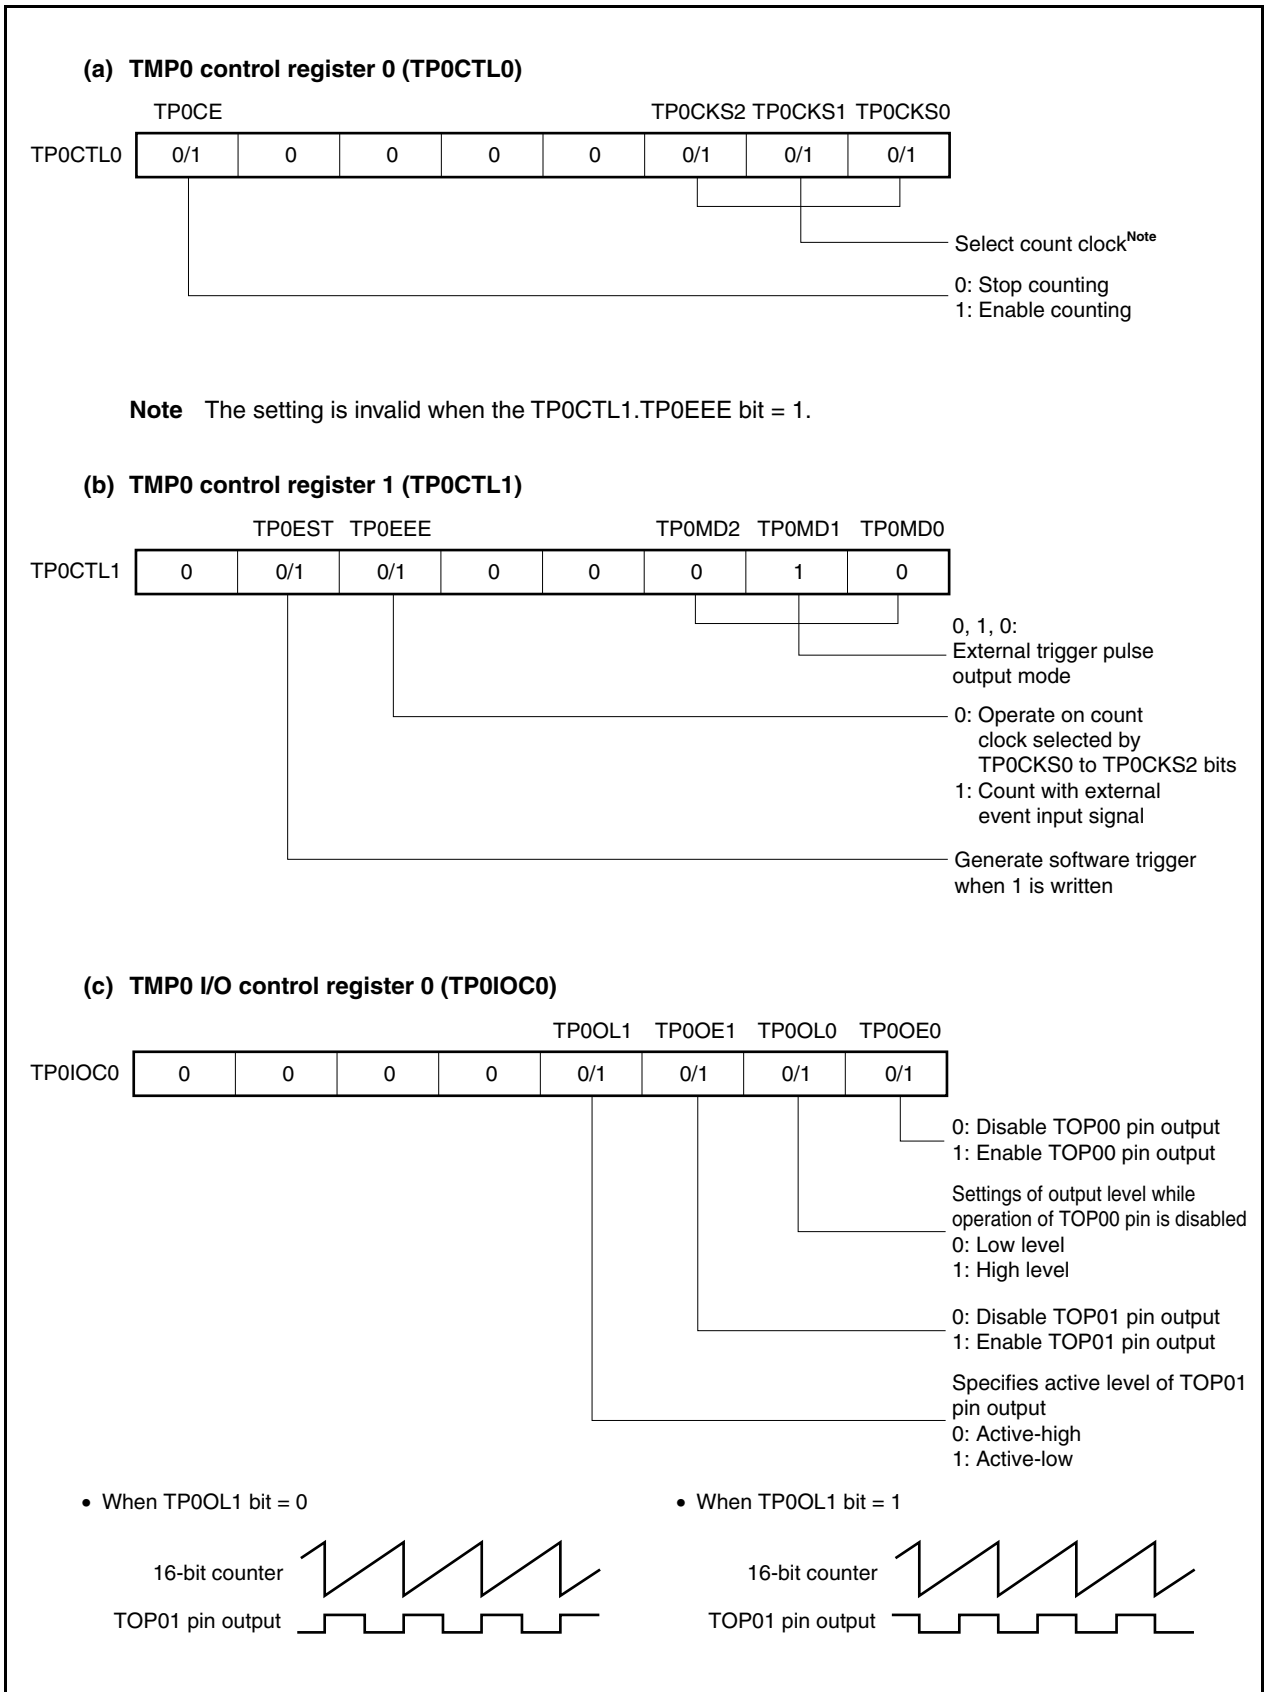 (a) TMP0 control register 0 (TP0CTL0)
TP0CE TP0CKS2 TP0CKS1 TP0CKS0
TP0CTL0 0/1 0 0 0 0 0/1 0/1 0/1
Select count clockNote
0: Stop counting
1: Enable counting
Note The setting is invalid when the TP0CTL1.TP0EEE bit = 1.
(b) TMP0 control register 1 (TP0CTL1)
TP0EST TP0EEE TP0MD2 TP0MD1 TP0MD0
TP0CTL1 0 0/1 0/1 0 0 0 1 0
0, 1, 0:
External trigger pulse
output mode
0: Operate on count
clock selected by
TP0CKS0 to TP0CKS2 bits
1: Count with external
event input signal
Generate software trigger
when 1 is written
(c) TMP0 I/O control register 0 (TP0IOC0)
TP0OL1 TP0OE1 TP0OL0 TP0OE0
TP0IOC0 0 0 0 0 0/1 0/1 0/1 0/1
0: Disable TOP00 pin output
1: Enable TOP00 pin output
Settings of output level while
operation of TOP00 pin is disabled
0: Low level
1: High level
0: Disable TOP01 pin output
1: Enable TOP01 pin output
Specifies active level of TOP01
pin output
0: Active-high
1: Active-low
• When TP0OL1 bit = 0
16-bit counter
TOP01 pin output
• When TP0OL1 bit = 1
16-bit counter
TOP01 pin output